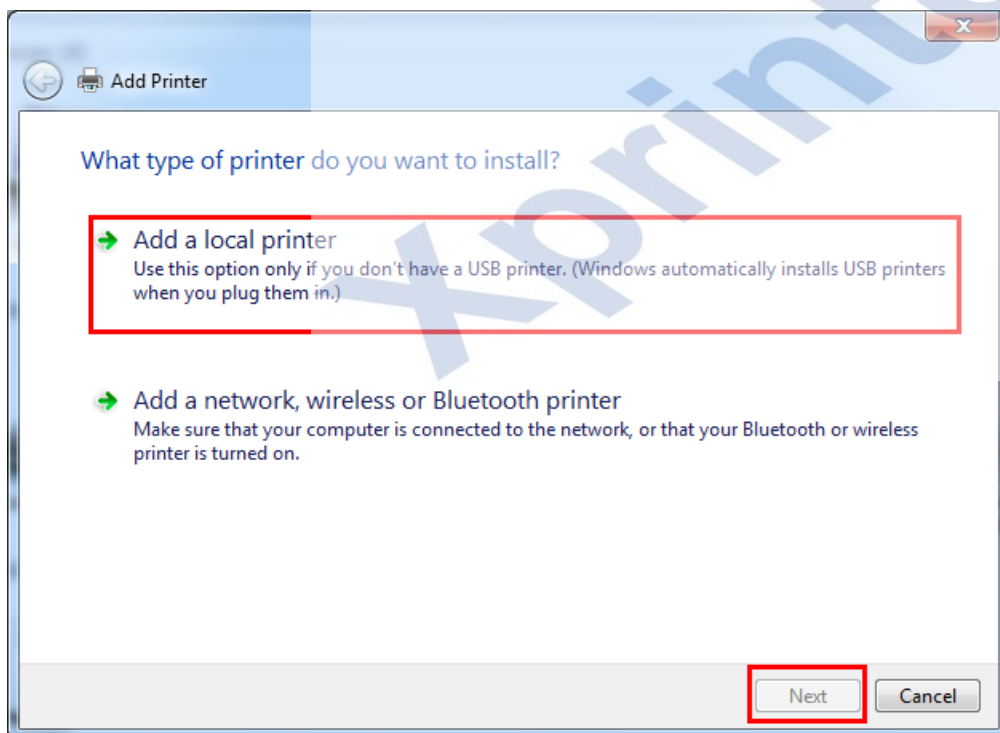 Xprinte
Add Printer
What type of printer do you want to install?
Add a local printer
Use this option only if you don't have a USB printer. (Windows automatically installs USB printers
when you plug them in.)
Add a network, wireless or Bluetooth printer
Make sure that your computer is connected to the network, or that your Bluetooth or wireless
printer is turned on.
Next
Cancel